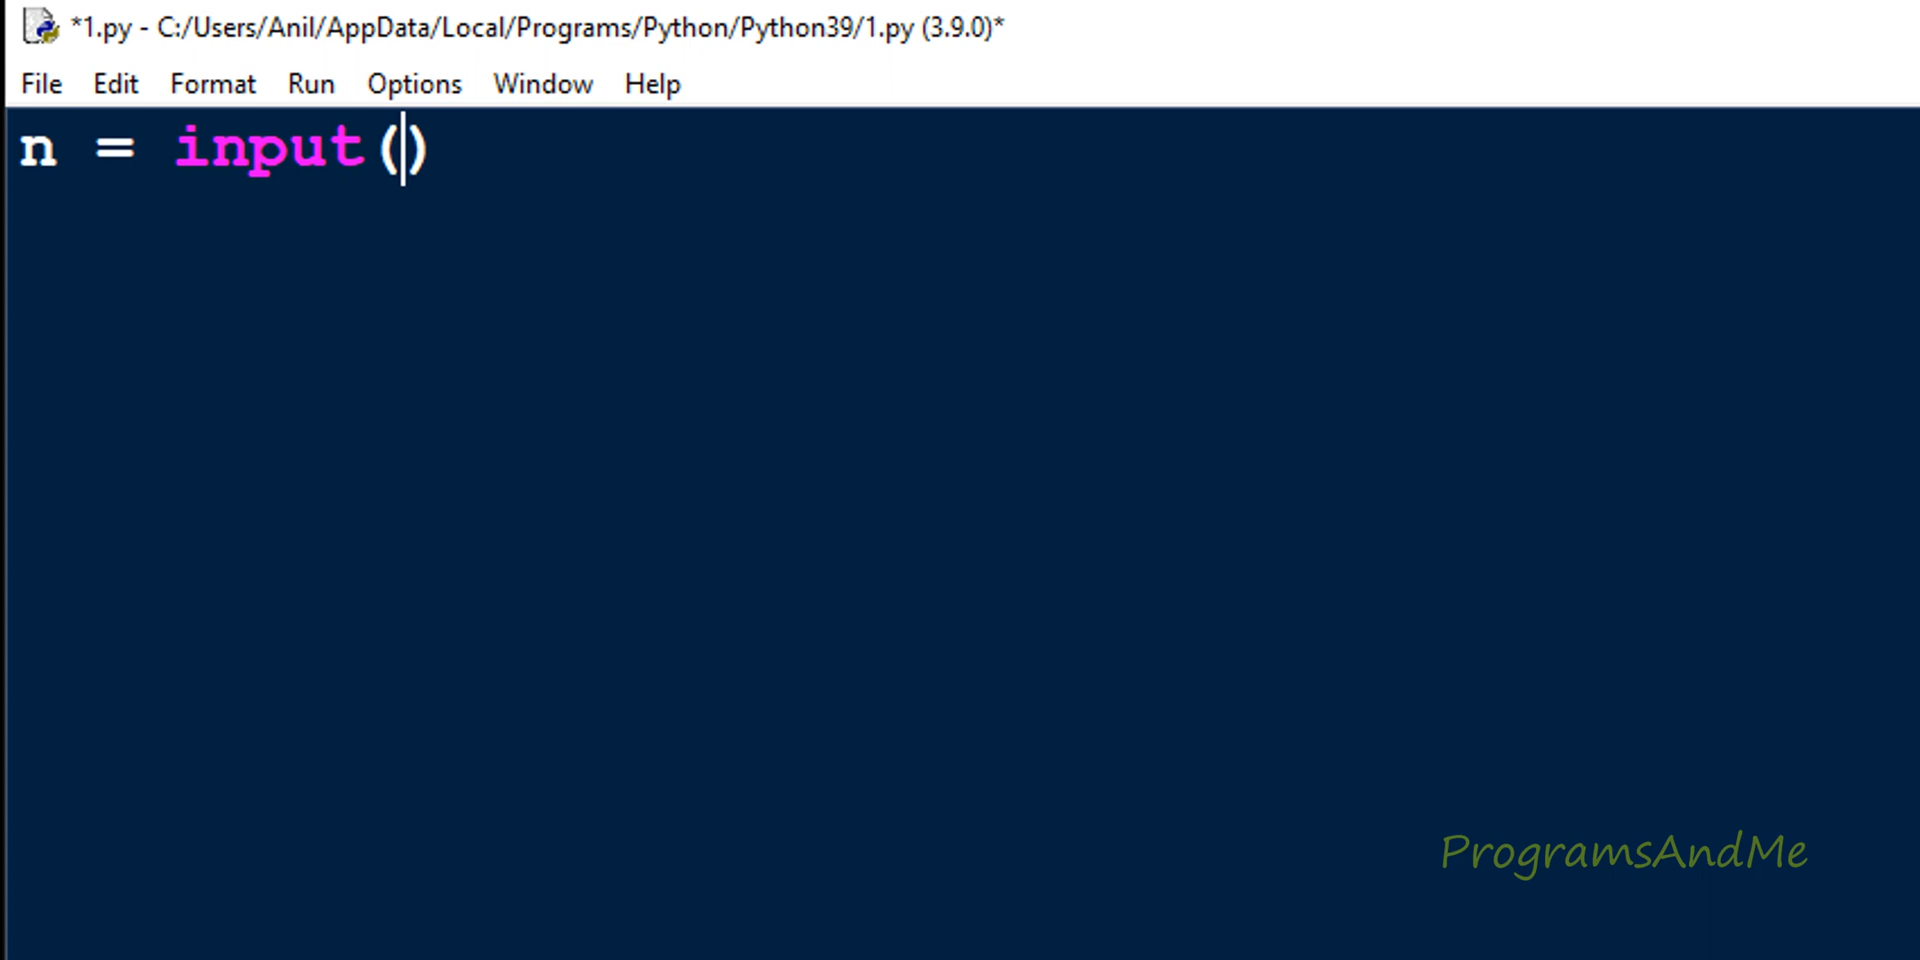 *1.py - C:/Users/Anil/AppData/Local/Programs/Python/Python39/1.py (3.9.0)*
File Edit Format Run Options Window Help
n = input()
ProgramsAndMe